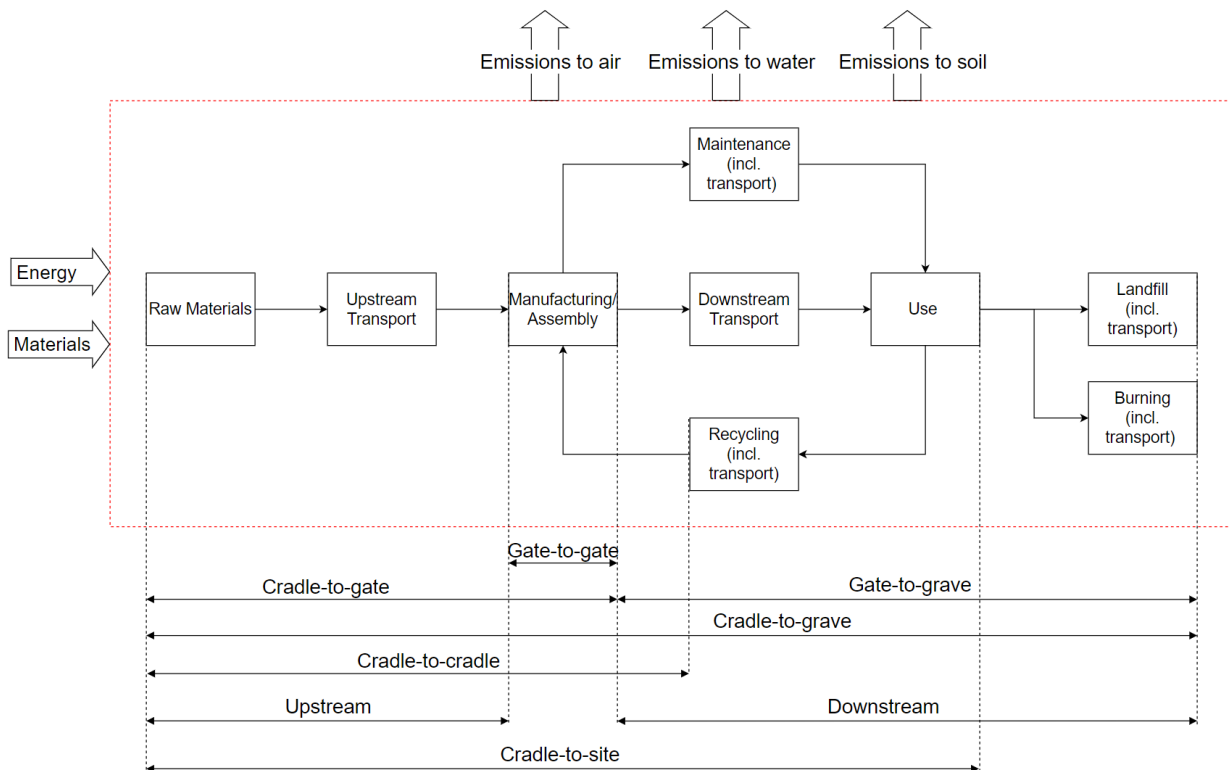 Emissions to air
Emissions to water
Emissions to soil
Maintenance
(incl.
transport)
Energy
Materials
Raw Materials
Upstream
Transport
Manufacturing/
Assembly
Downstream
Transport
Use
Landfill
(incl.
transport)
Burning
(incl.
transport)
Recycling
(incl.
transport)
Gate-to-gate
Cradle-to-gate
Gate-to-grave
Cradle-to-grave
Cradle-to-cradle
Upstream
Downstream
Cradle-to-site